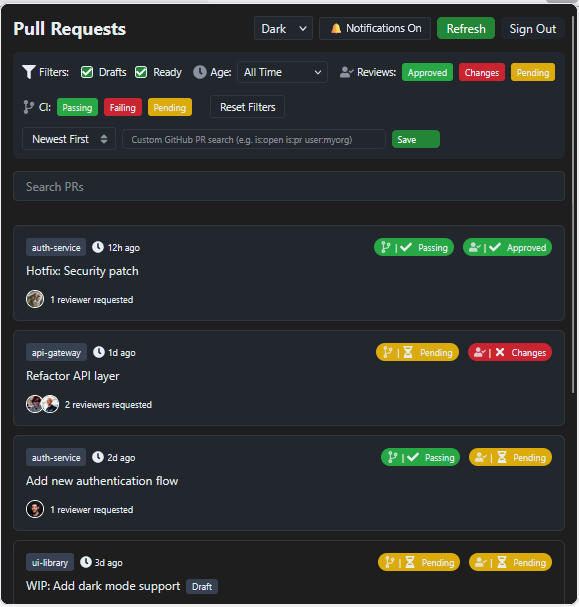 Pull Requests Dark Notifications On Refresh Sign Out
Filters: Drafts Ready Age: All Time Reviews: Approved Changes Pending
CI: Passing Failing Pending Reset Filters
Newest First Custom GitHub PR search (e.g. is:open is:pr user:myorg) Save
Search PRs
auth-service 12h ago | Passing | Approved
Hotfix: Security patch
1 reviewer requested
api-gateway 1d ago | Pending | Changes
Refactor API layer
2 reviewers requested
auth-service 2d ago | Passing | Pending
Add new authentication flow
1 reviewer requested
ui-library 3d ago | Pending | Pending
WIP: Add dark mode support Draft